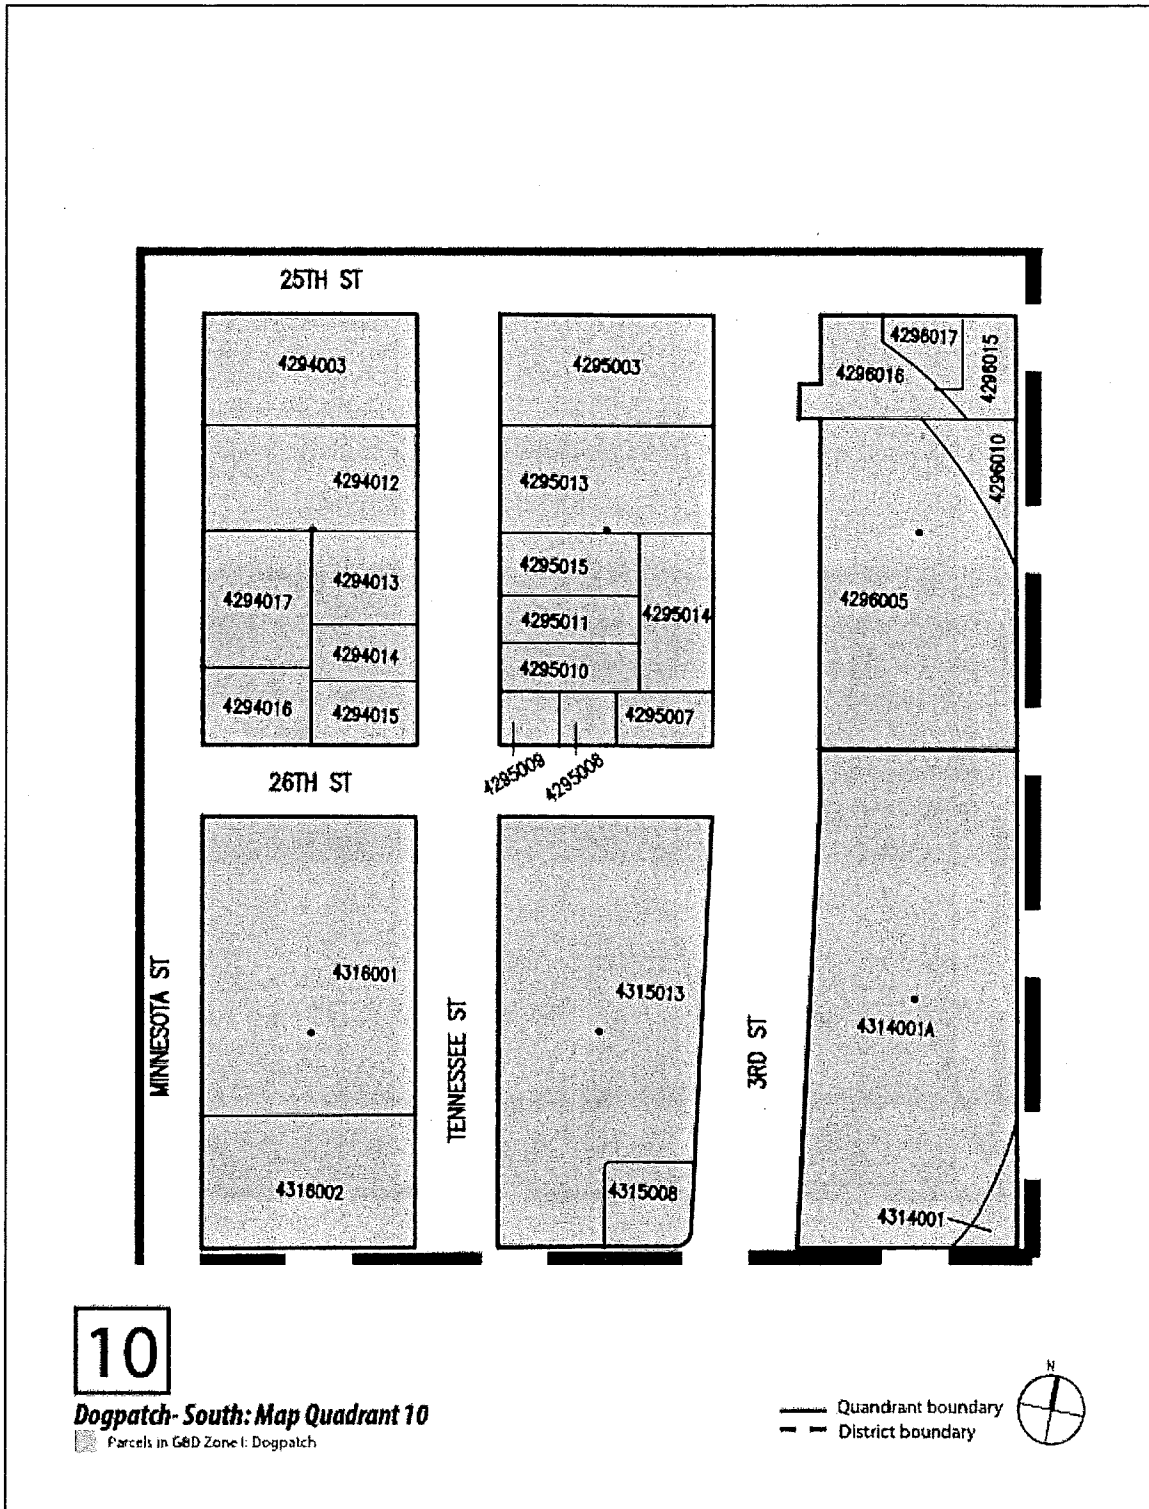 25TH ST
4294003
4295003
4296017
4296016
4296015
4294012
4295013
4296010
4294017
4294013
4295015
4295014
4296005
4295011
4294014
4295010
4294016
4294015
4295007
4295009
4295008
26TH ST
4316001
4315013
4314001A
MINNESOTA ST
TENNESSEE ST
3RD ST
4316002
4315008
4314001
10
Dogpatch- South: Map Quadrant 10
Parcels in GBD Zone I: Dogpatch
N
Quandrant boundary
District boundary